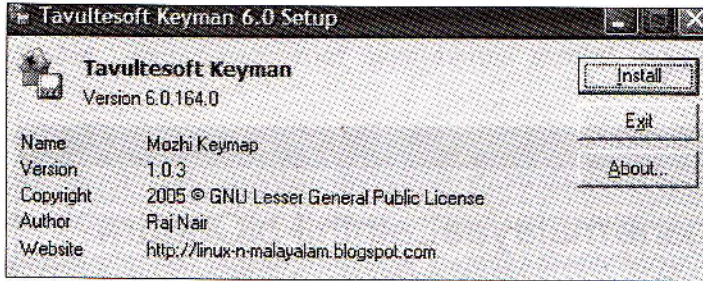 Tavultesoft Keyman 6.0 Setup
Tavultesoft Keyman
Version 6.0.164.0
Install
Exit
About...
Name Mozhi Keymap
Version 1.0.3
Copyright 2005 © GNU Lesser General Public License
Author Raj Nair
Website http://linux-n-malayalam.blogspot.com